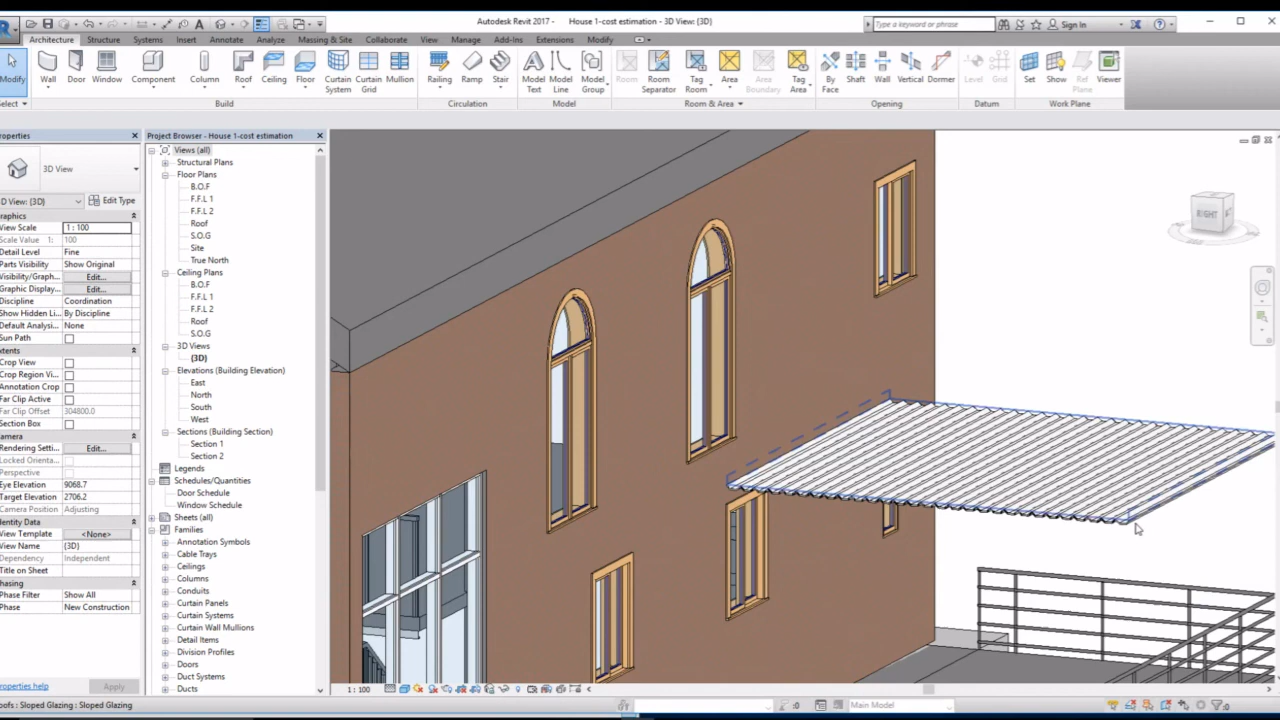 Autodesk Revit 2017 - House 1-cost estimation - 3D View: {3D}
Type a keyword or phrase
Sign In
Architecture Structure Systems Insert Annotate Analyze Massing & Site Collaborate View Manage Add-Ins Extensions Modify
Modify Wall Door Window Component Column Roof Ceiling Floor Curtain System Curtain Grid Mullion Railing Ramp Stair Model Text Model Line Model Group Room Room Separator Tag Room Area Area Boundary Tag Area By Face Shaft Wall Vertical Dormer Level Grid Set Show Ref Plane Viewer
Select Build Circulation Model Room & Area Opening Datum Work Plane
roperties
3D View
3D View: {3D} Edit Type
Graphics
View Scale 1 : 100
Scale Value 1: 100
Detail Level Fine
Parts Visibility Show Original
Visibility/Graph... Edit...
Graphic Display... Edit...
Discipline Coordination
Show Hidden Li... By Discipline
Default Analysi... None
Sun Path
xtents
Crop View
Crop Region Vi...
Annotation Crop
Far Clip Active
Far Clip Offset 304800.0
Section Box
Camera
Rendering Setti... Edit...
Locked Orienta...
Perspective
Eye Elevation 9068.7
Target Elevation 2706.2
Camera Position Adjusting
dentity Data
View Template <None>
View Name {3D}
Dependency Independent
Title on Sheet
hasing
Phase Filter Show All
Phase New Construction
roperties help Apply
Project Browser - House 1-cost estimation
Views (all)
Structural Plans
Floor Plans
B.O.F
F.F.L 1
F.F.L 2
Roof
S.O.G
Site
True North
Ceiling Plans
B.O.F
F.F.L 1
F.F.L 2
Roof
S.O.G
3D Views
{3D}
Elevations (Building Elevation)
East
North
South
West
Sections (Building Section)
Section 1
Section 2
Legends
Schedules/Quantities
Door Schedule
Window Schedule
Sheets (all)
Families
Annotation Symbols
Cable Trays
Ceilings
Columns
Conduits
Curtain Panels
Curtain Systems
Curtain Wall Mullions
Detail Items
Division Profiles
Doors
Duct Systems
Ducts
RIGHT
1 : 100
oofs : Sloped Glazing : Sloped Glazing
:0 Main Model :0